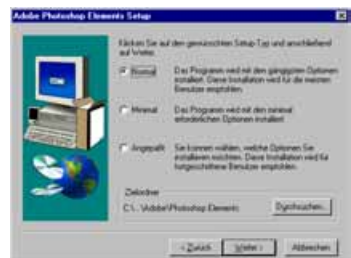 Adobe Photoshop Elements Setup
Klicken Sie auf den gewünschten Setup-Typ und anschließend
auf Weiter.
Normal
Das Programm wird mit den gängigsten Optionen
installiert. Diese Installation wird für die meisten
Benutzer empfohlen.
Minimal
Das Programm wird mit den minimal
erforderlichen Optionen installiert
Angepaßt
Sie können wählen, welche Optionen Sie
installieren möchten. Diese Installation wird für
fortgeschrittene Benutzer empfohlen.
Zielordner
C:\...\Adobe\Photoshop Elements
Durchsuchen...
< Zurück
Weiter >
Abbrechen